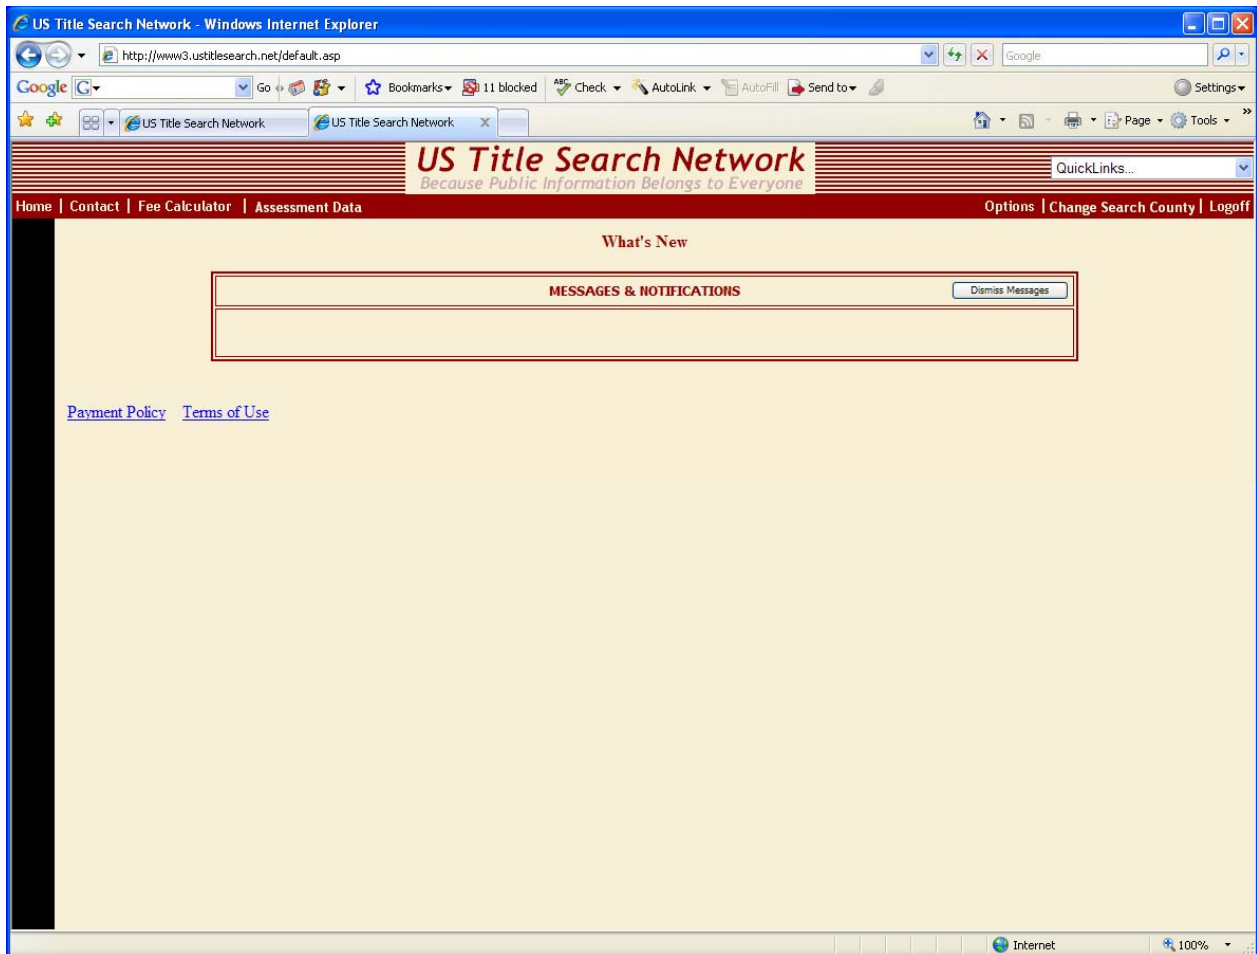 US Title Search Network - Windows Internet Explorer
http://www3.ustitlesearch.net/default.asp
Google
Google G Go Bookmarks 11 blocked ABC Check AutoLink AutoFill Send to Settings
US Title Search Network US Title Search Network x Page Tools »
US Title Search Network
Because Public Information Belongs to Everyone
QuickLinks...
Home | Contact | Fee Calculator | Assessment Data Options | Change Search County | Logoff
What's New
MESSAGES & NOTIFICATIONS Dismiss Messages
Payment Policy Terms of Use
Internet 100%